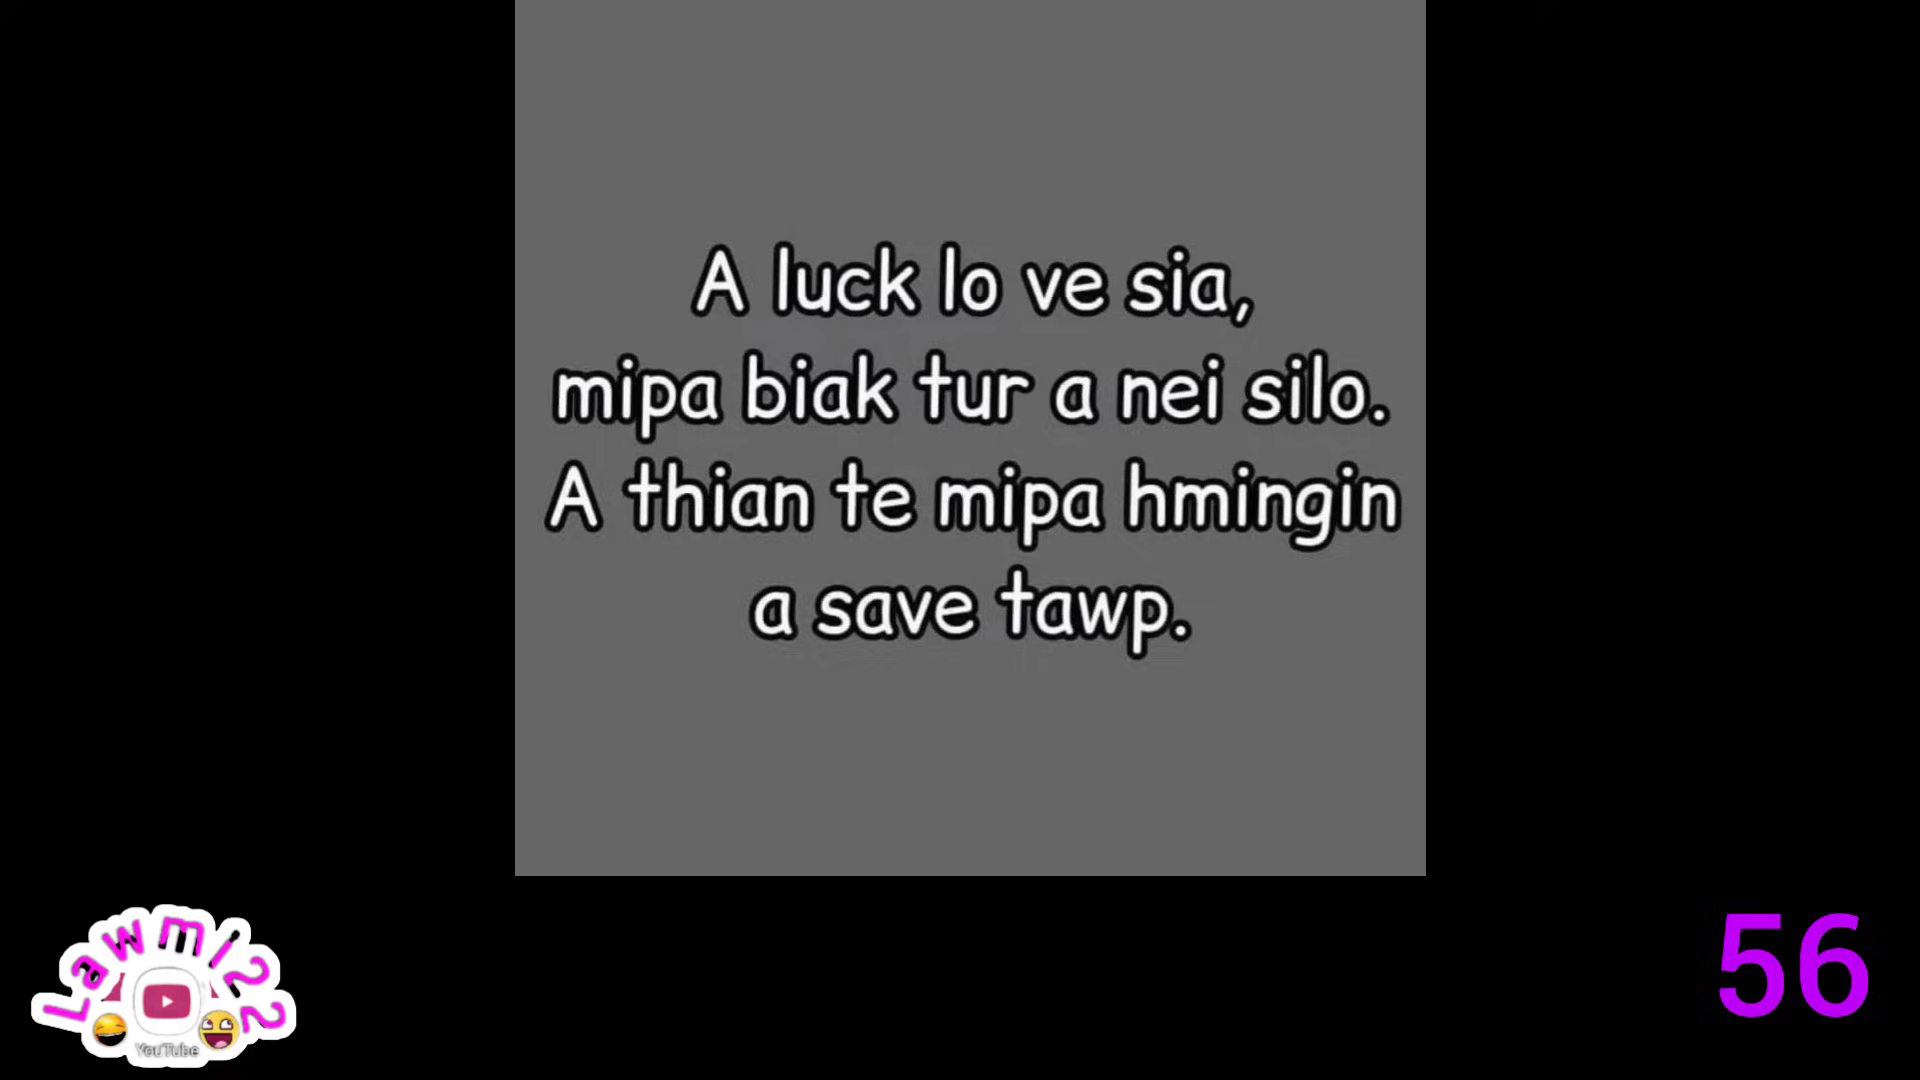 A luck lo ve sia,
mipa biak tur a nei silo.
A thian te mipa hmingin
a save tawp.
Lawmi22
YouTube
56